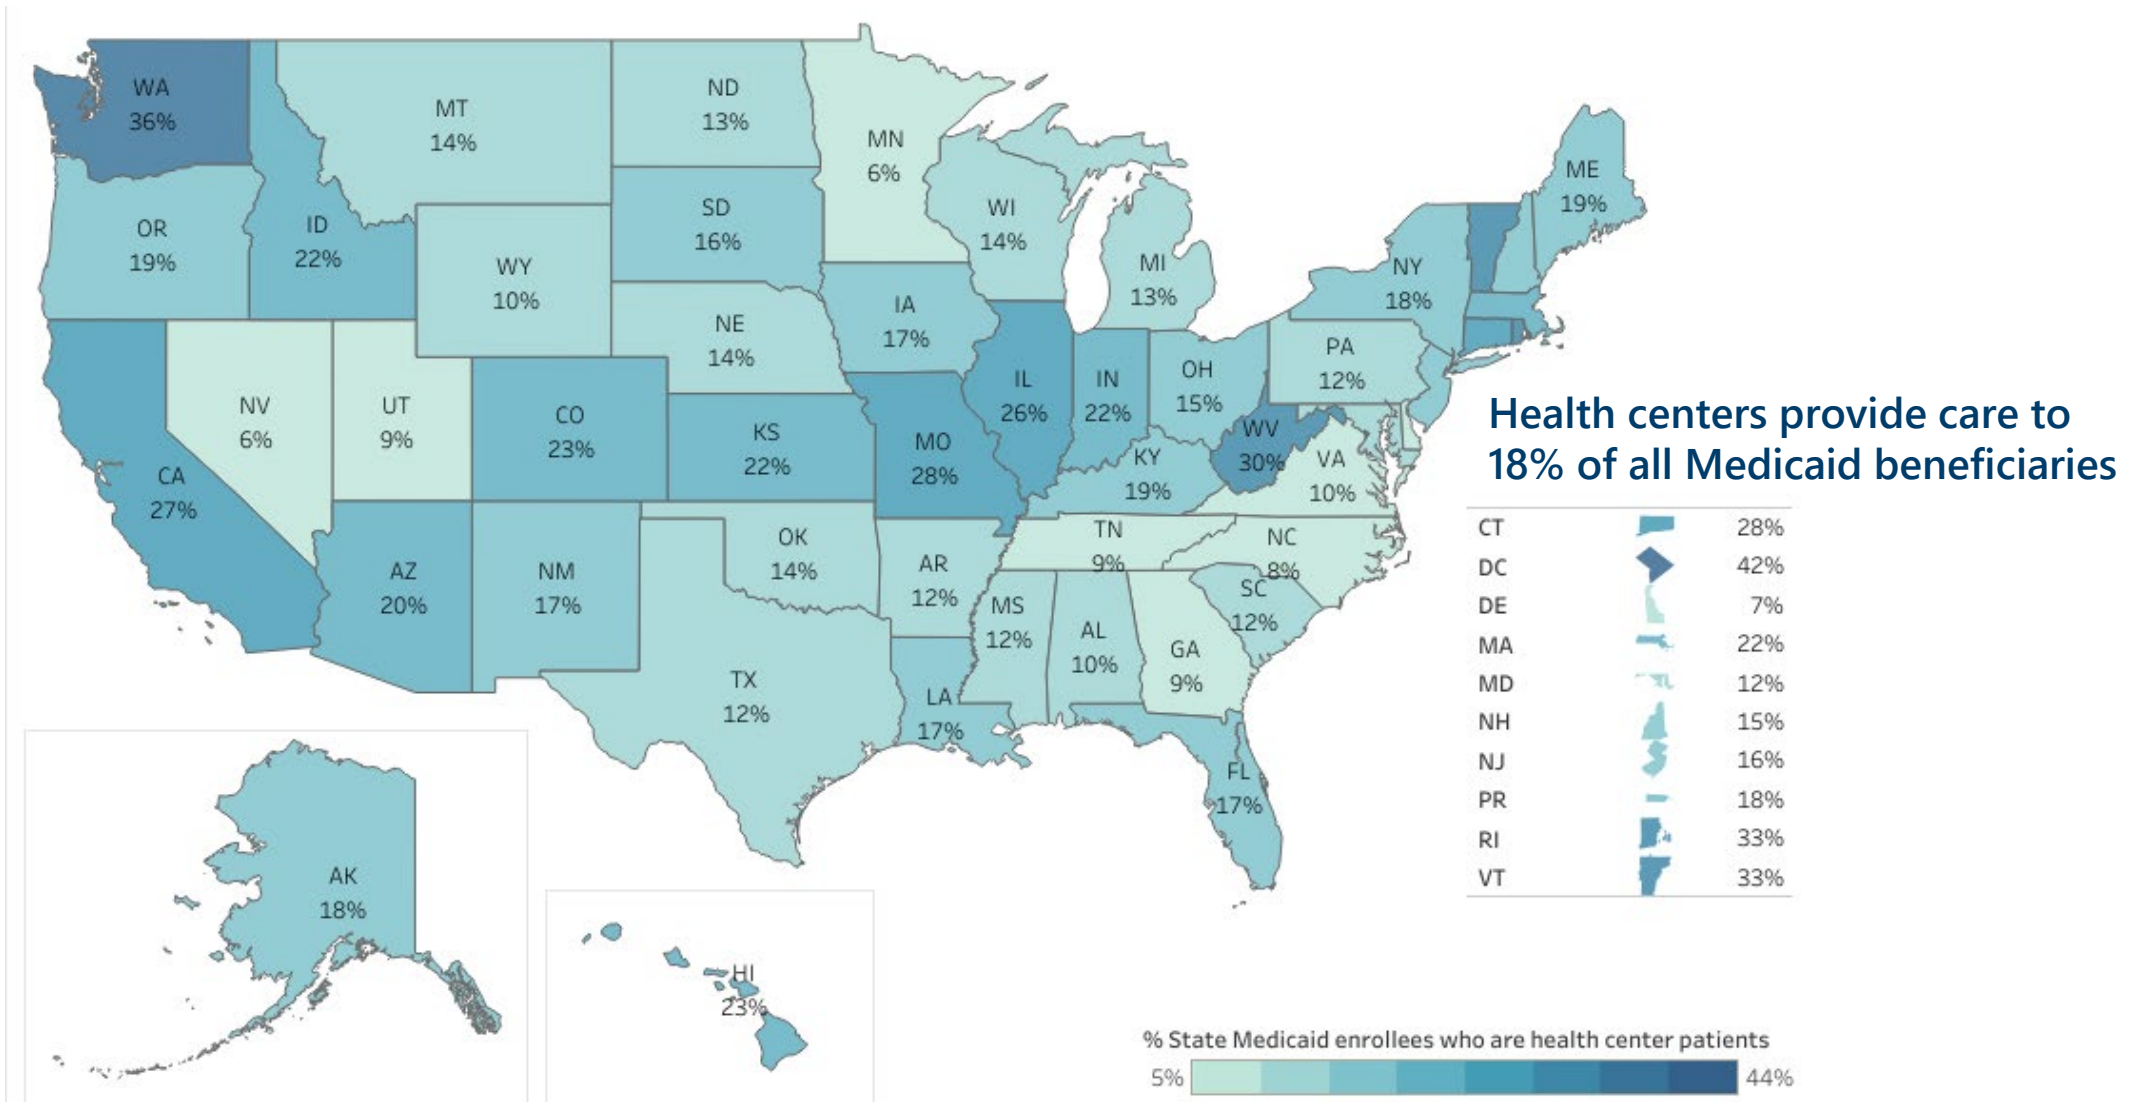 WA
36%
MT
14%
ND
13%
MN
6%
OR
19%
ID
22%
WY
10%
SD
16%
WI
14%
MI
13%
ME
19%
NY
18%
NE
14%
IA
17%
PA
12%
NV
6%
UT
9%
CO
23%
KS
22%
MO
28%
IL
26%
IN
22%
OH
15%
WV
30%
KY
19%
VA
10%
CA
27%
AZ
20%
NM
17%
OK
14%
AR
12%
TN
9%
NC
8%
SC
12%
MS
12%
AL
10%
GA
9%
TX
12%
LA
17%
FL
17%
AK
18%
HI
23%
Health centers provide care to
18% of all Medicaid beneficiaries
CT 28%
DC 42%
DE 7%
MA 22%
MD 12%
NH 15%
NJ 16%
PR 18%
RI 33%
VT 33%
% State Medicaid enrollees who are health center patients
5% 44%